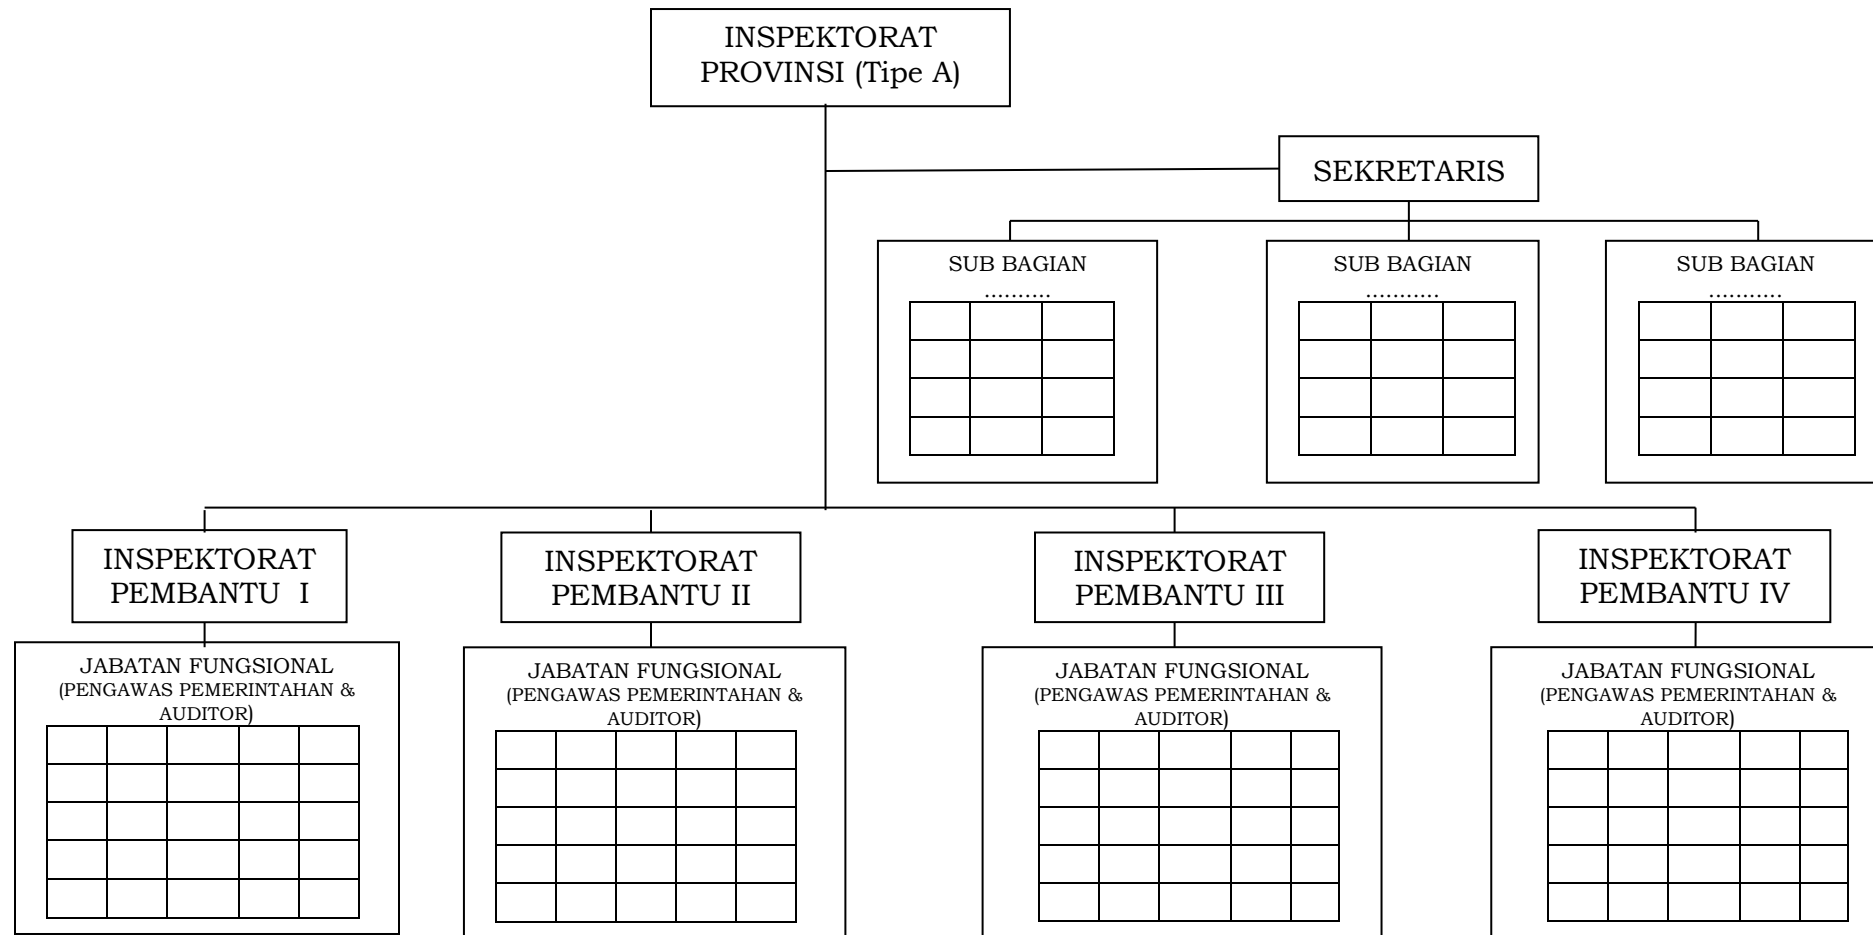 INSPEKTORAT
PROVINSI (Tipe A)
SEKRETARIS
SUB BAGIAN
..........
SUB BAGIAN
...........
SUB BAGIAN
...........
INSPEKTORAT
PEMBANTU  I
INSPEKTORAT
PEMBANTU II
INSPEKTORAT
PEMBANTU III
INSPEKTORAT
PEMBANTU IV
JABATAN FUNGSIONAL
(PENGAWAS PEMERINTAHAN &
AUDITOR)
JABATAN FUNGSIONAL
(PENGAWAS PEMERINTAHAN &
AUDITOR)
JABATAN FUNGSIONAL
(PENGAWAS PEMERINTAHAN &
AUDITOR)
JABATAN FUNGSIONAL
(PENGAWAS PEMERINTAHAN &
AUDITOR)